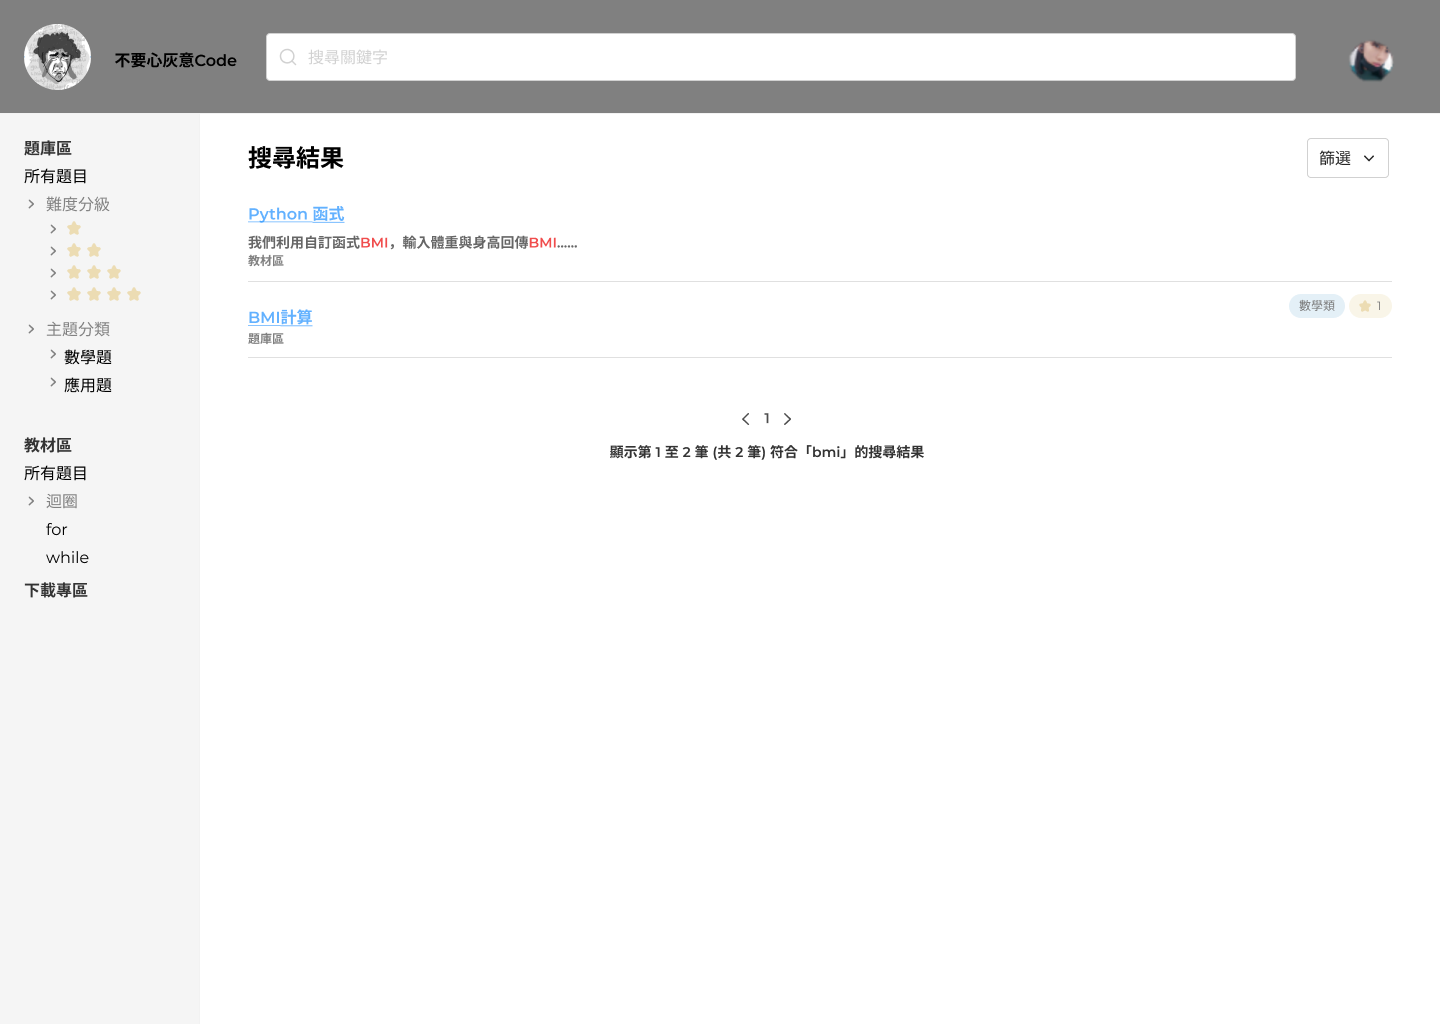 不要心灰意Code
搜尋關鍵字
題庫區
所有題目
難度分級
主題分類
數學題
應用題
教材區
所有題目
迴圈
for
while
下載專區
搜尋結果
篩選
Python 函式
我們利用自訂函式BMI，輸入體重與身高回傳BMI......
教材區
BMI計算
數學類
1
題庫區
1
顯示第 1 至 2 筆 (共 2 筆) 符合「bmi」的搜尋結果